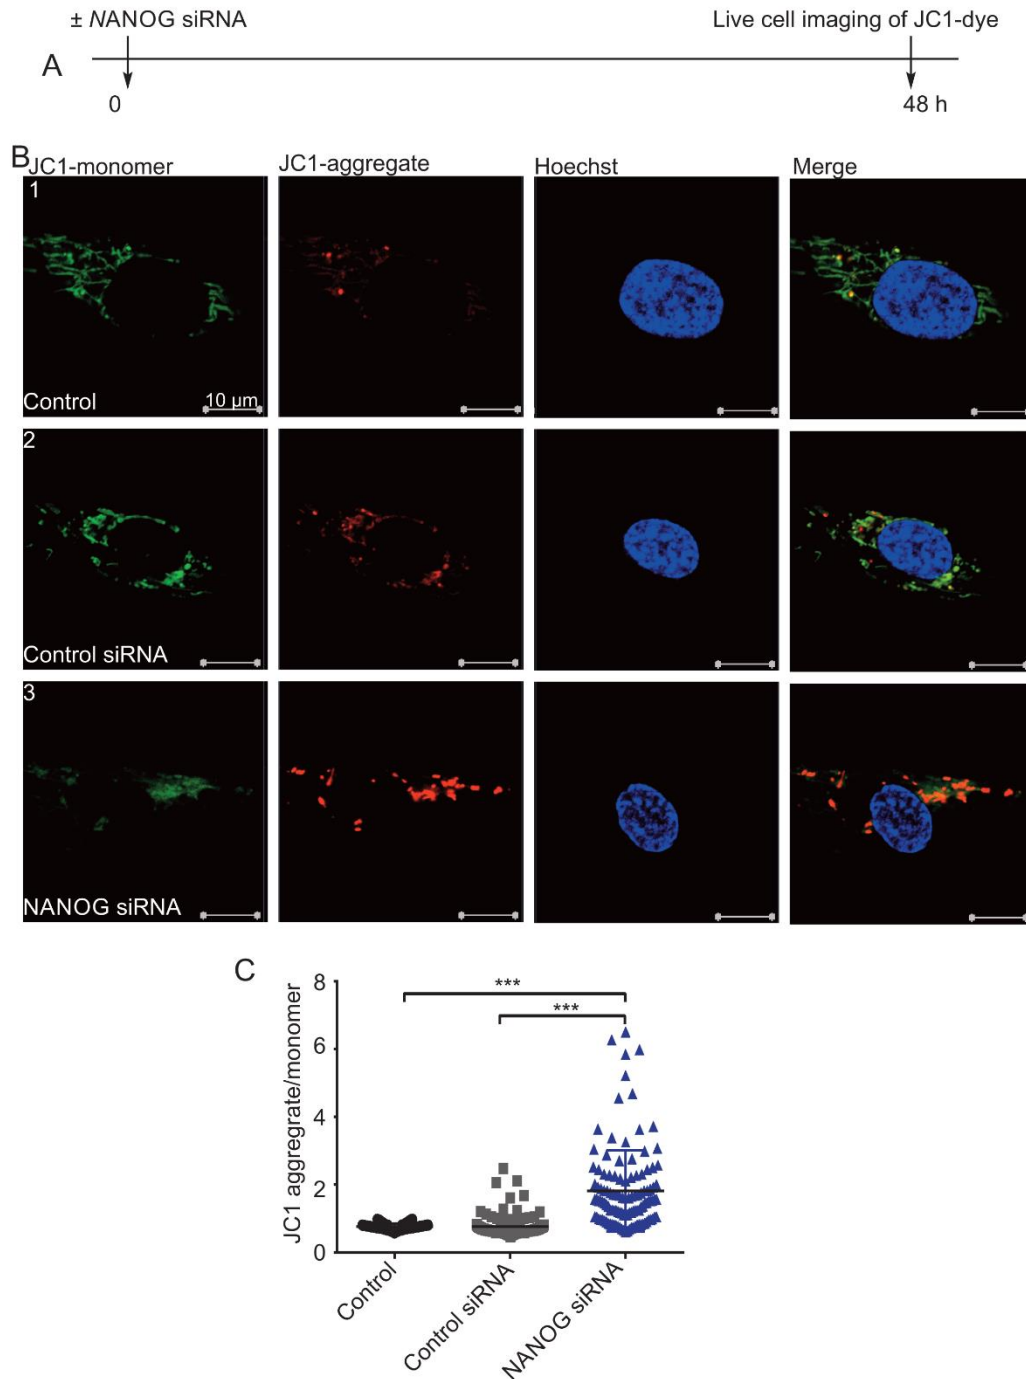 ± NANOG siRNA
Live cell imaging of JC1-dye
A
0
48 h
B
JC1-monomer
JC1-aggregate
Hoechst
Merge
1
Control
10 µm
2
Control siRNA
3
NANOG siRNA
C
JC1 aggregrate/monomer
8
6
4
2
0
***
***
Control
Control siRNA
NANOG siRNA